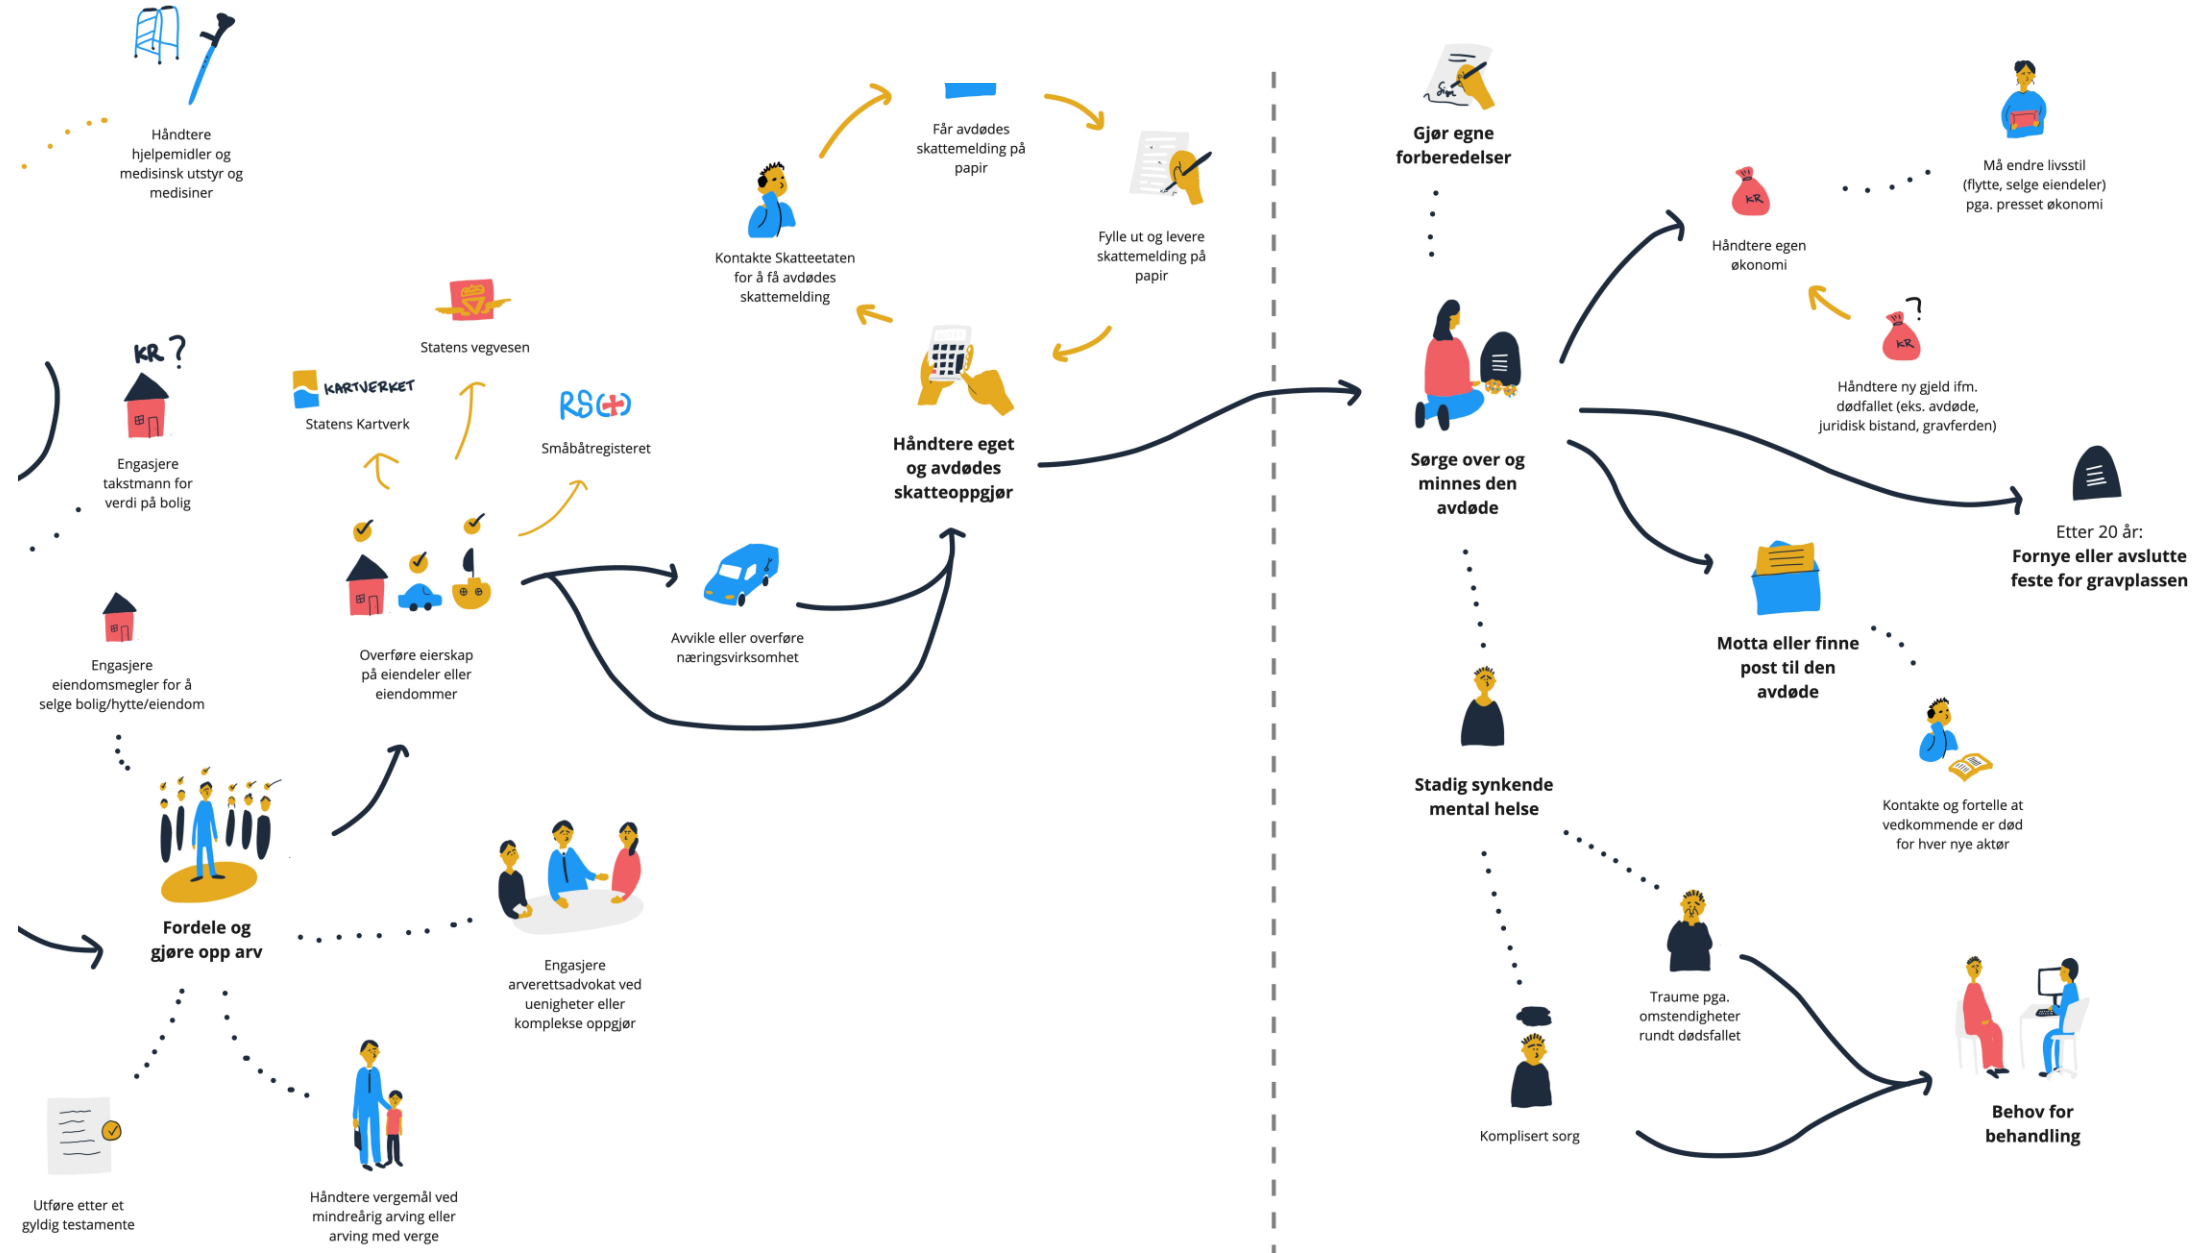 Håndtere
hjelpemidler og
medisinsk utstyr og
medisiner
KR ?
Engasjere
takstmann for
verdi på bolig
Engasjere
eiendomsmegler for å
selge bolig/hytte/eiendom
Fordele og
gjøre opp arv
Utføre etter et
gyldig testamente
Håndtere vergemål ved
mindreårig arving eller
arving med verge
Engasjere
arverettsadvokat ved
uenigheter eller
komplekse oppgjør
KARTVERKET
Statens Kartverk
Statens vegvesen
RS(+)
Småbåtregisteret
Overføre eierskap
på eiendeler eller
eiendommer
Avvikle eller overføre
næringsvirksomhet
Kontakte Skatteetaten
for å få avdødes
skattemelding
Får avdødes
skattemelding på
papir
Fylle ut og levere
skattemelding på
papir
Håndtere eget
og avdødes
skatteoppgjør
Sign
Gjør egne
forberedelser
Sørge over og
minnes den
avdøde
KR
Håndtere egen
økonomi
Må endre livsstil
(flytte, selge eiendeler)
pga. presset økonomi
?
KR
Håndtere ny gjeld ifm.
dødfallet (eks. avdøde,
juridisk bistand, gravferden)
Etter 20 år:
Fornye eller avslutte
feste for gravplassen
Motta eller finne
post til den
avdøde
Kontakte og fortelle at
vedkommende er død
for hver nye aktør
Stadig synkende
mental helse
Traume pga.
omstendigheter
rundt dødsfallet
Komplisert sorg
Behov for
behandling